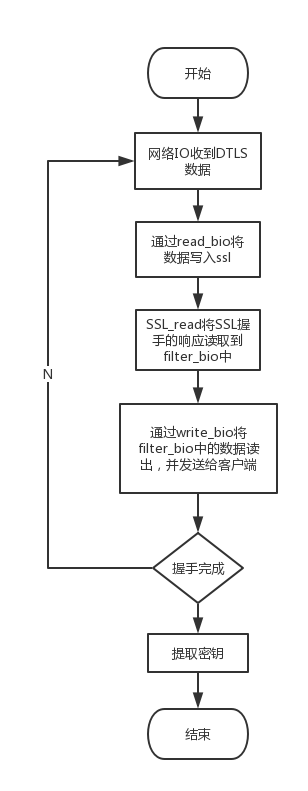 开始
网络IO收到DTLS
数据
通过read_bio将
数据写入ssl
SSL_read将SSL握
手的响应读取到
filter_bio中
N
通过write_bio将
filter_bio中的数据读
出，并发送给客户端
握手完成
提取密钥
结束